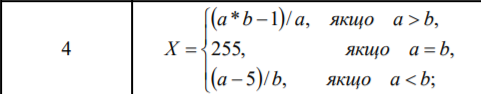 4
X = {
(a * b − 1) / a, якщо a > b,
255, якщо a = b,
(a − 5) / b, якщо a < b;